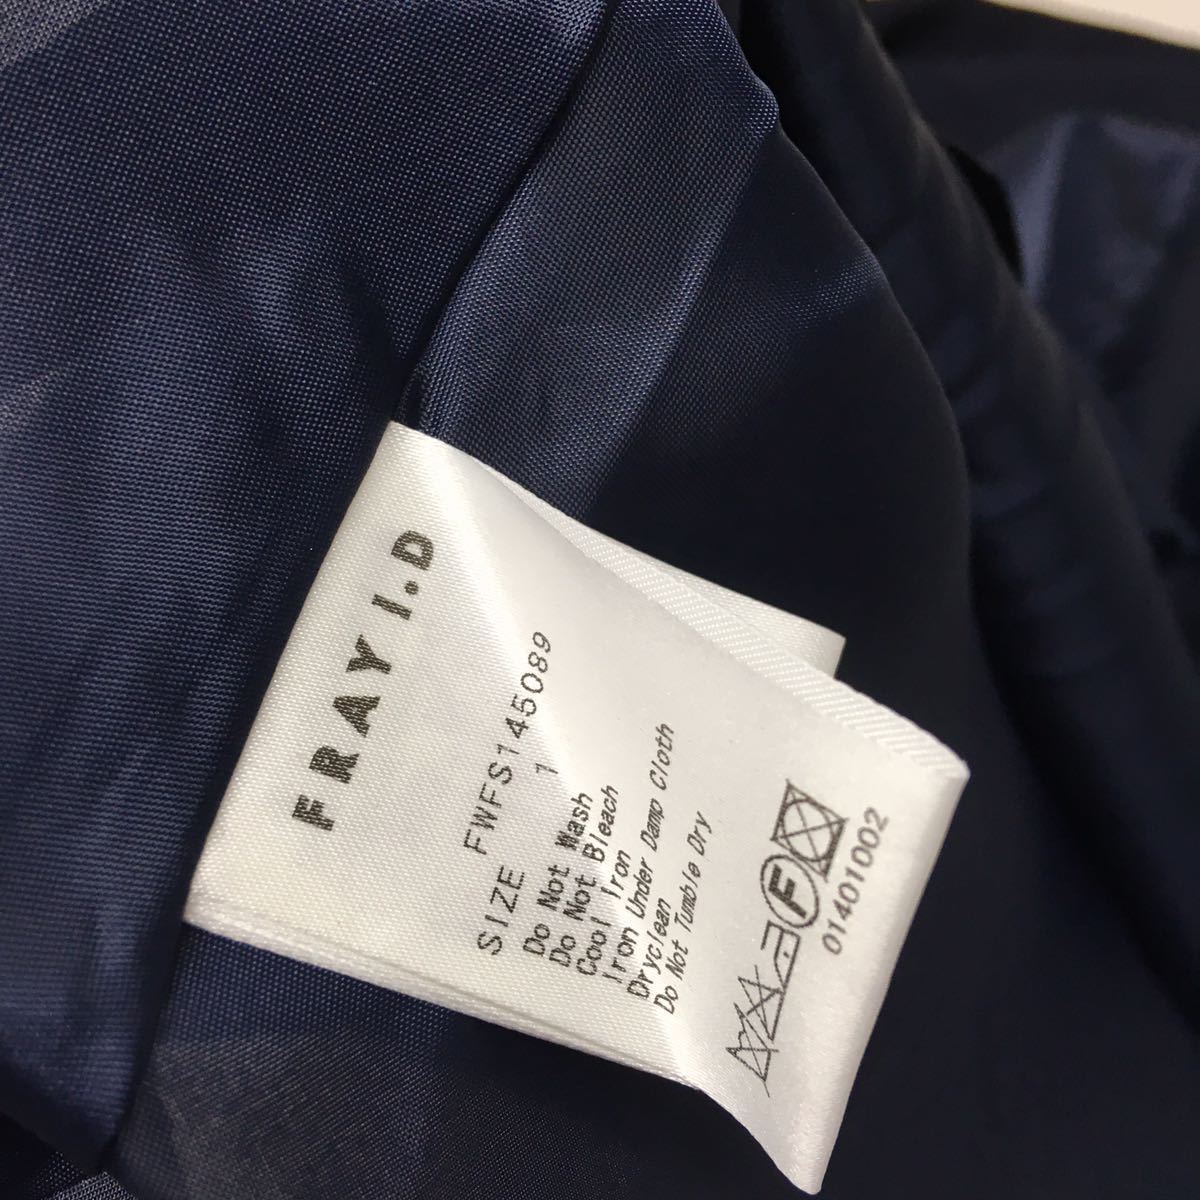 FRAY I.D
FWFS145089
SIZE 1
Do Not Wash
Do Not Bleach
Cool Iron
Iron Under Damp Cloth
Dryclean
Do Not Tumble Dry
F
01401002